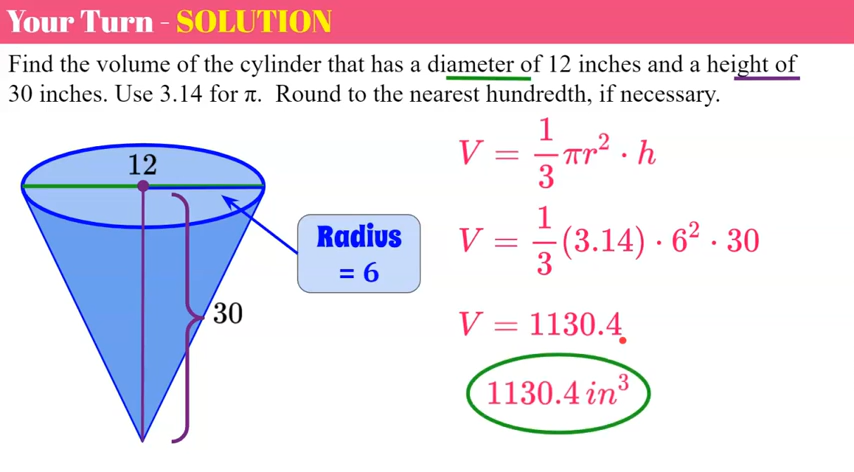 Your Turn - SOLUTION
Find the volume of the cylinder that has a diameter of 12 inches and a height of
30 inches. Use 3.14 for π. Round to the nearest hundredth, if necessary.
12
Radius
= 6
30
V = 1/3 πr² · h
V = 1/3 (3.14) · 6² · 30
V = 1130.4
1130.4 in³